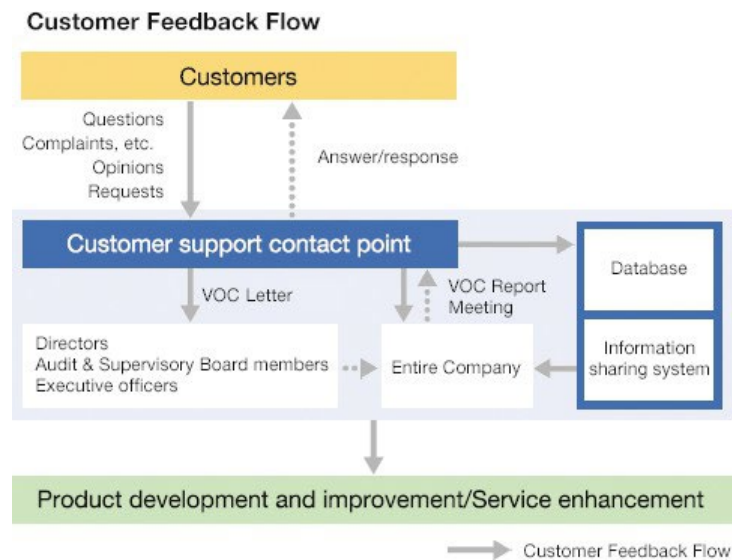 Customer Feedback Flow
Customers
Questions
Complaints, etc.
Opinions
Requests
Answer/response
Customer support contact point
Database
VOC Letter
VOC Report
Meeting
Directors
Audit & Supervisory Board members
Executive officers
Entire Company
Information
sharing system
Product development and improvement/Service enhancement
Customer Feedback Flow